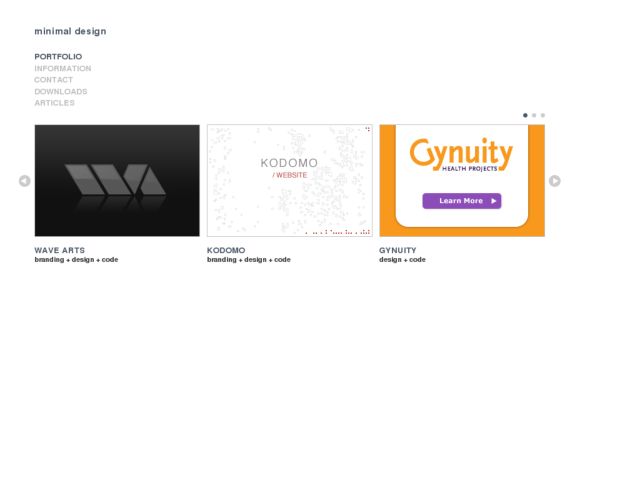 minimal design
PORTFOLIO
INFORMATION
CONTACT
DOWNLOADS
ARTICLES
KODOMO
/ WEBSITE
Gynuity
HEALTH PROJECTS
Learn More
WAVE ARTS
branding + design + code
KODOMO
branding + design + code
GYNUITY
design + code